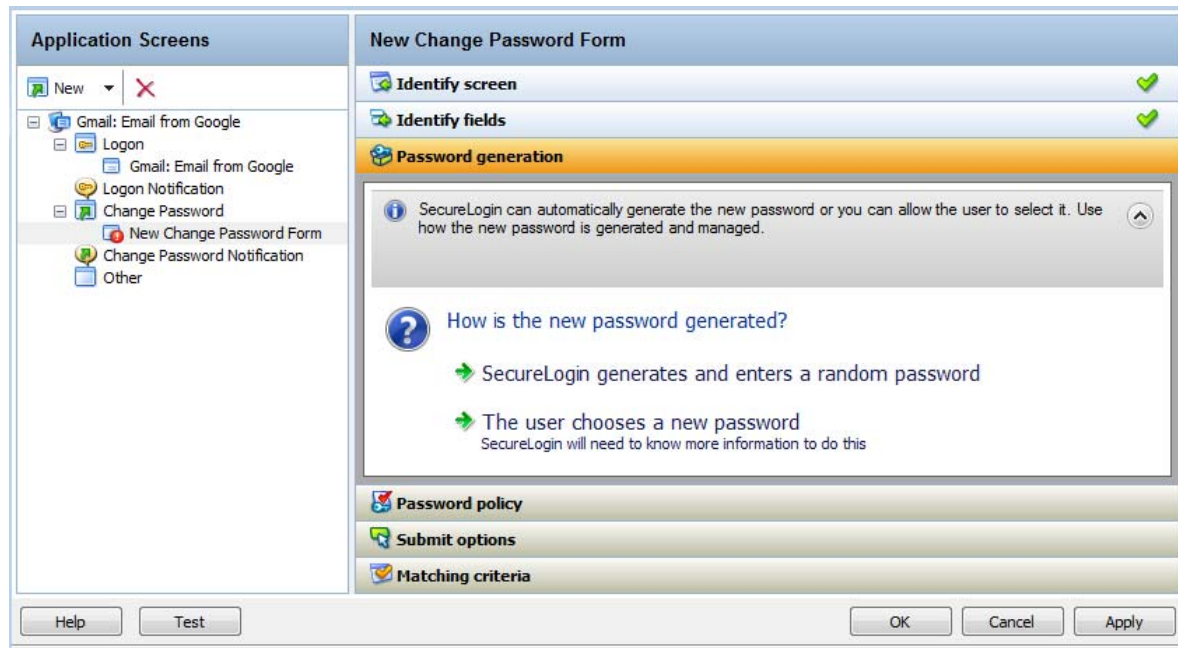 Application Screens
New
Gmail: Email from Google
Logon
Gmail: Email from Google
Logon Notification
Change Password
New Change Password Form
Change Password Notification
Other
New Change Password Form
Identify screen
Identify fields
Password generation
SecureLogin can automatically generate the new password or you can allow the user to select it. Use
how the new password is generated and managed.
How is the new password generated?
SecureLogin generates and enters a random password
The user chooses a new password
SecureLogin will need to know more information to do this
Password policy
Submit options
Matching criteria
Help
Test
OK
Cancel
Apply